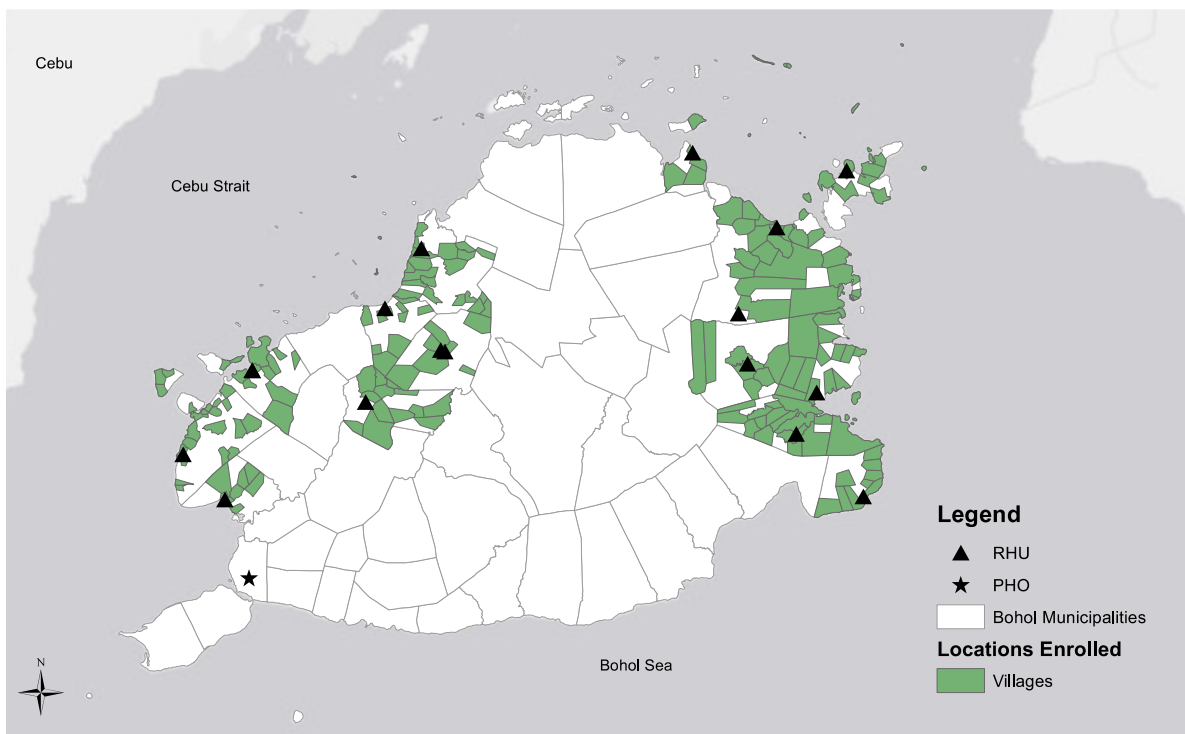 Cebu
Cebu Strait
Legend
RHU
PHO
Bohol Municipalities
Locations Enrolled
Villages
Bohol Sea
N